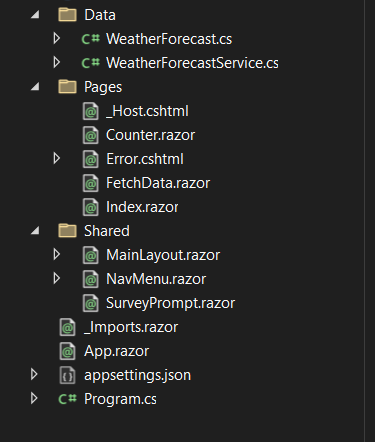 Data
C# WeatherForecast.cs
C# WeatherForecastService.cs
Pages
@ _Host.cshtml
@ Counter.razor
@ Error.cshtml
@ FetchData.razor
@ Index.razor
Shared
@ MainLayout.razor
@ NavMenu.razor
@ SurveyPrompt.razor
@ _Imports.razor
@ App.razor
{} appsettings.json
C# Program.cs